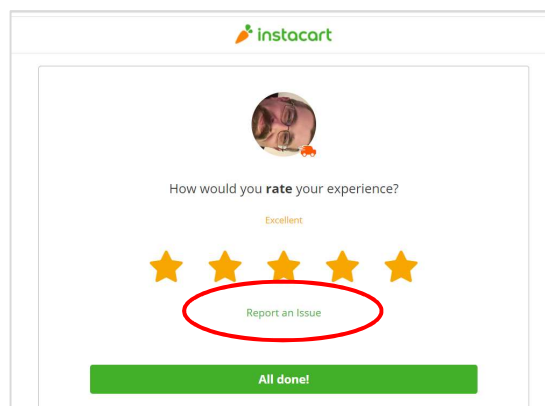 instacart
How would you rate your experience?
Excellent
Report an Issue
All done!